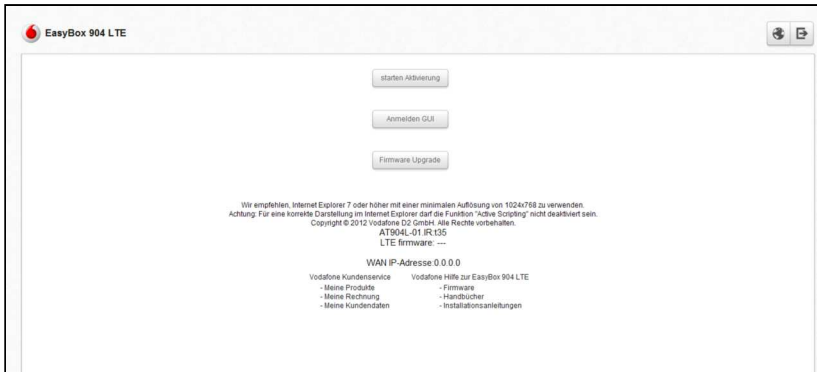 EasyBox 904 LTE
starten Aktivierung
Anmelden GUI
Firmware Upgrade
Wir empfehlen, Internet Explorer 7 oder höher mit einer minimalen Auflösung von 1024x768 zu verwenden.
Achtung: Für eine korrekte Darstellung im Internet Explorer darf die Funktion "Active Scripting" nicht deaktiviert sein.
Copyright © 2012 Vodafone D2 GmbH. Alle Rechte vorbehalten.
AT904L-01.IR.t35
LTE firmware: ---
WAN IP-Adresse:0.0.0.0
Vodafone Kundenservice Vodafone Hilfe zur EasyBox 904 LTE
- Meine Produkte - Firmware
- Meine Rechnung - Handbücher
- Meine Kundendaten - Installationsanleitungen